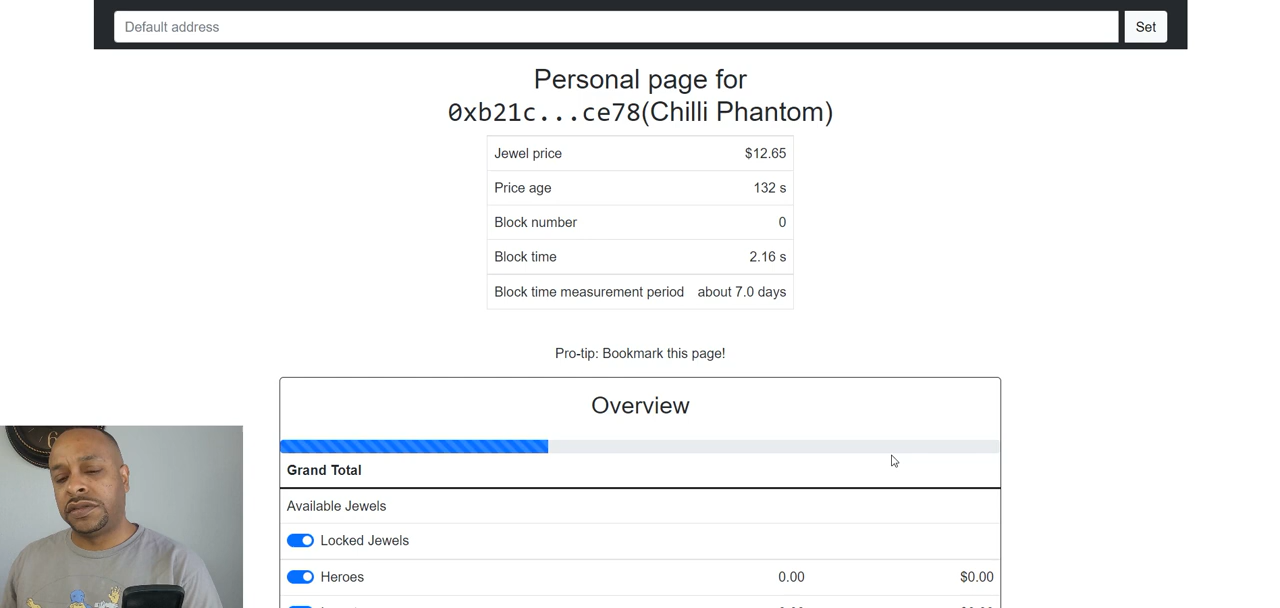 Default address
Set
Personal page for
0xb21c...ce78(Chilli Phantom)
Jewel price $12.65
Price age 132 s
Block number 0
Block time 2.16 s
Block time measurement period about 7.0 days
Pro-tip: Bookmark this page!
Overview
Grand Total
Available Jewels
Locked Jewels
Heroes 0.00 $0.00